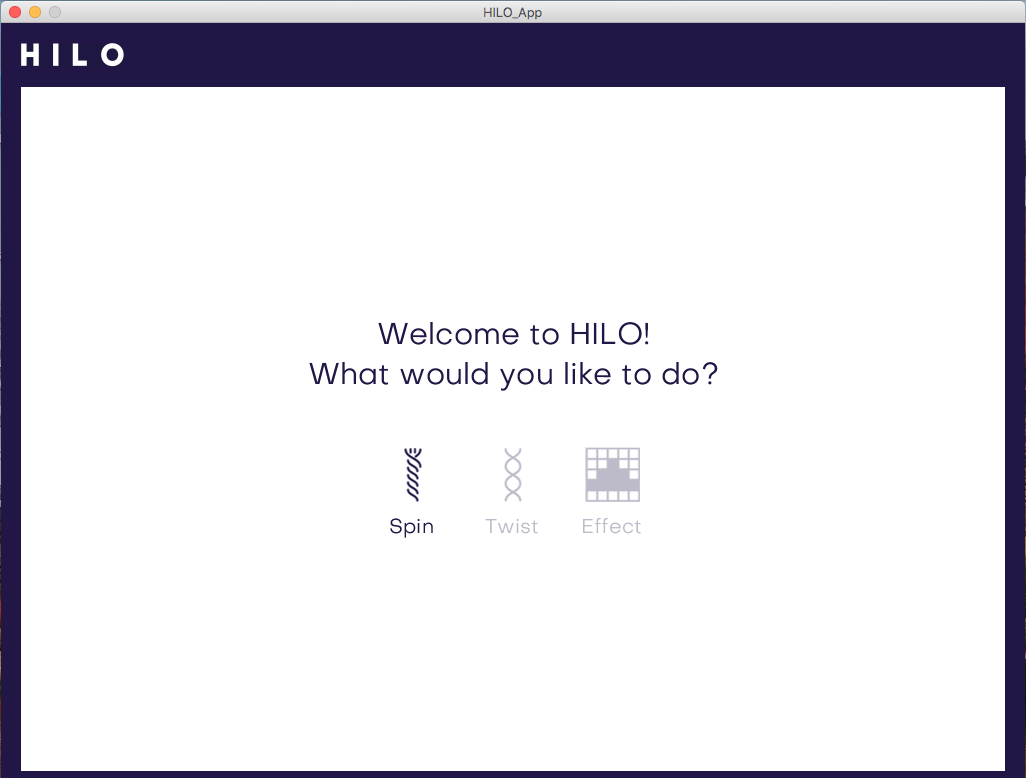 HILO_App
HILO
Welcome to HILO!
What would you like to do?
Spin Twist Effect